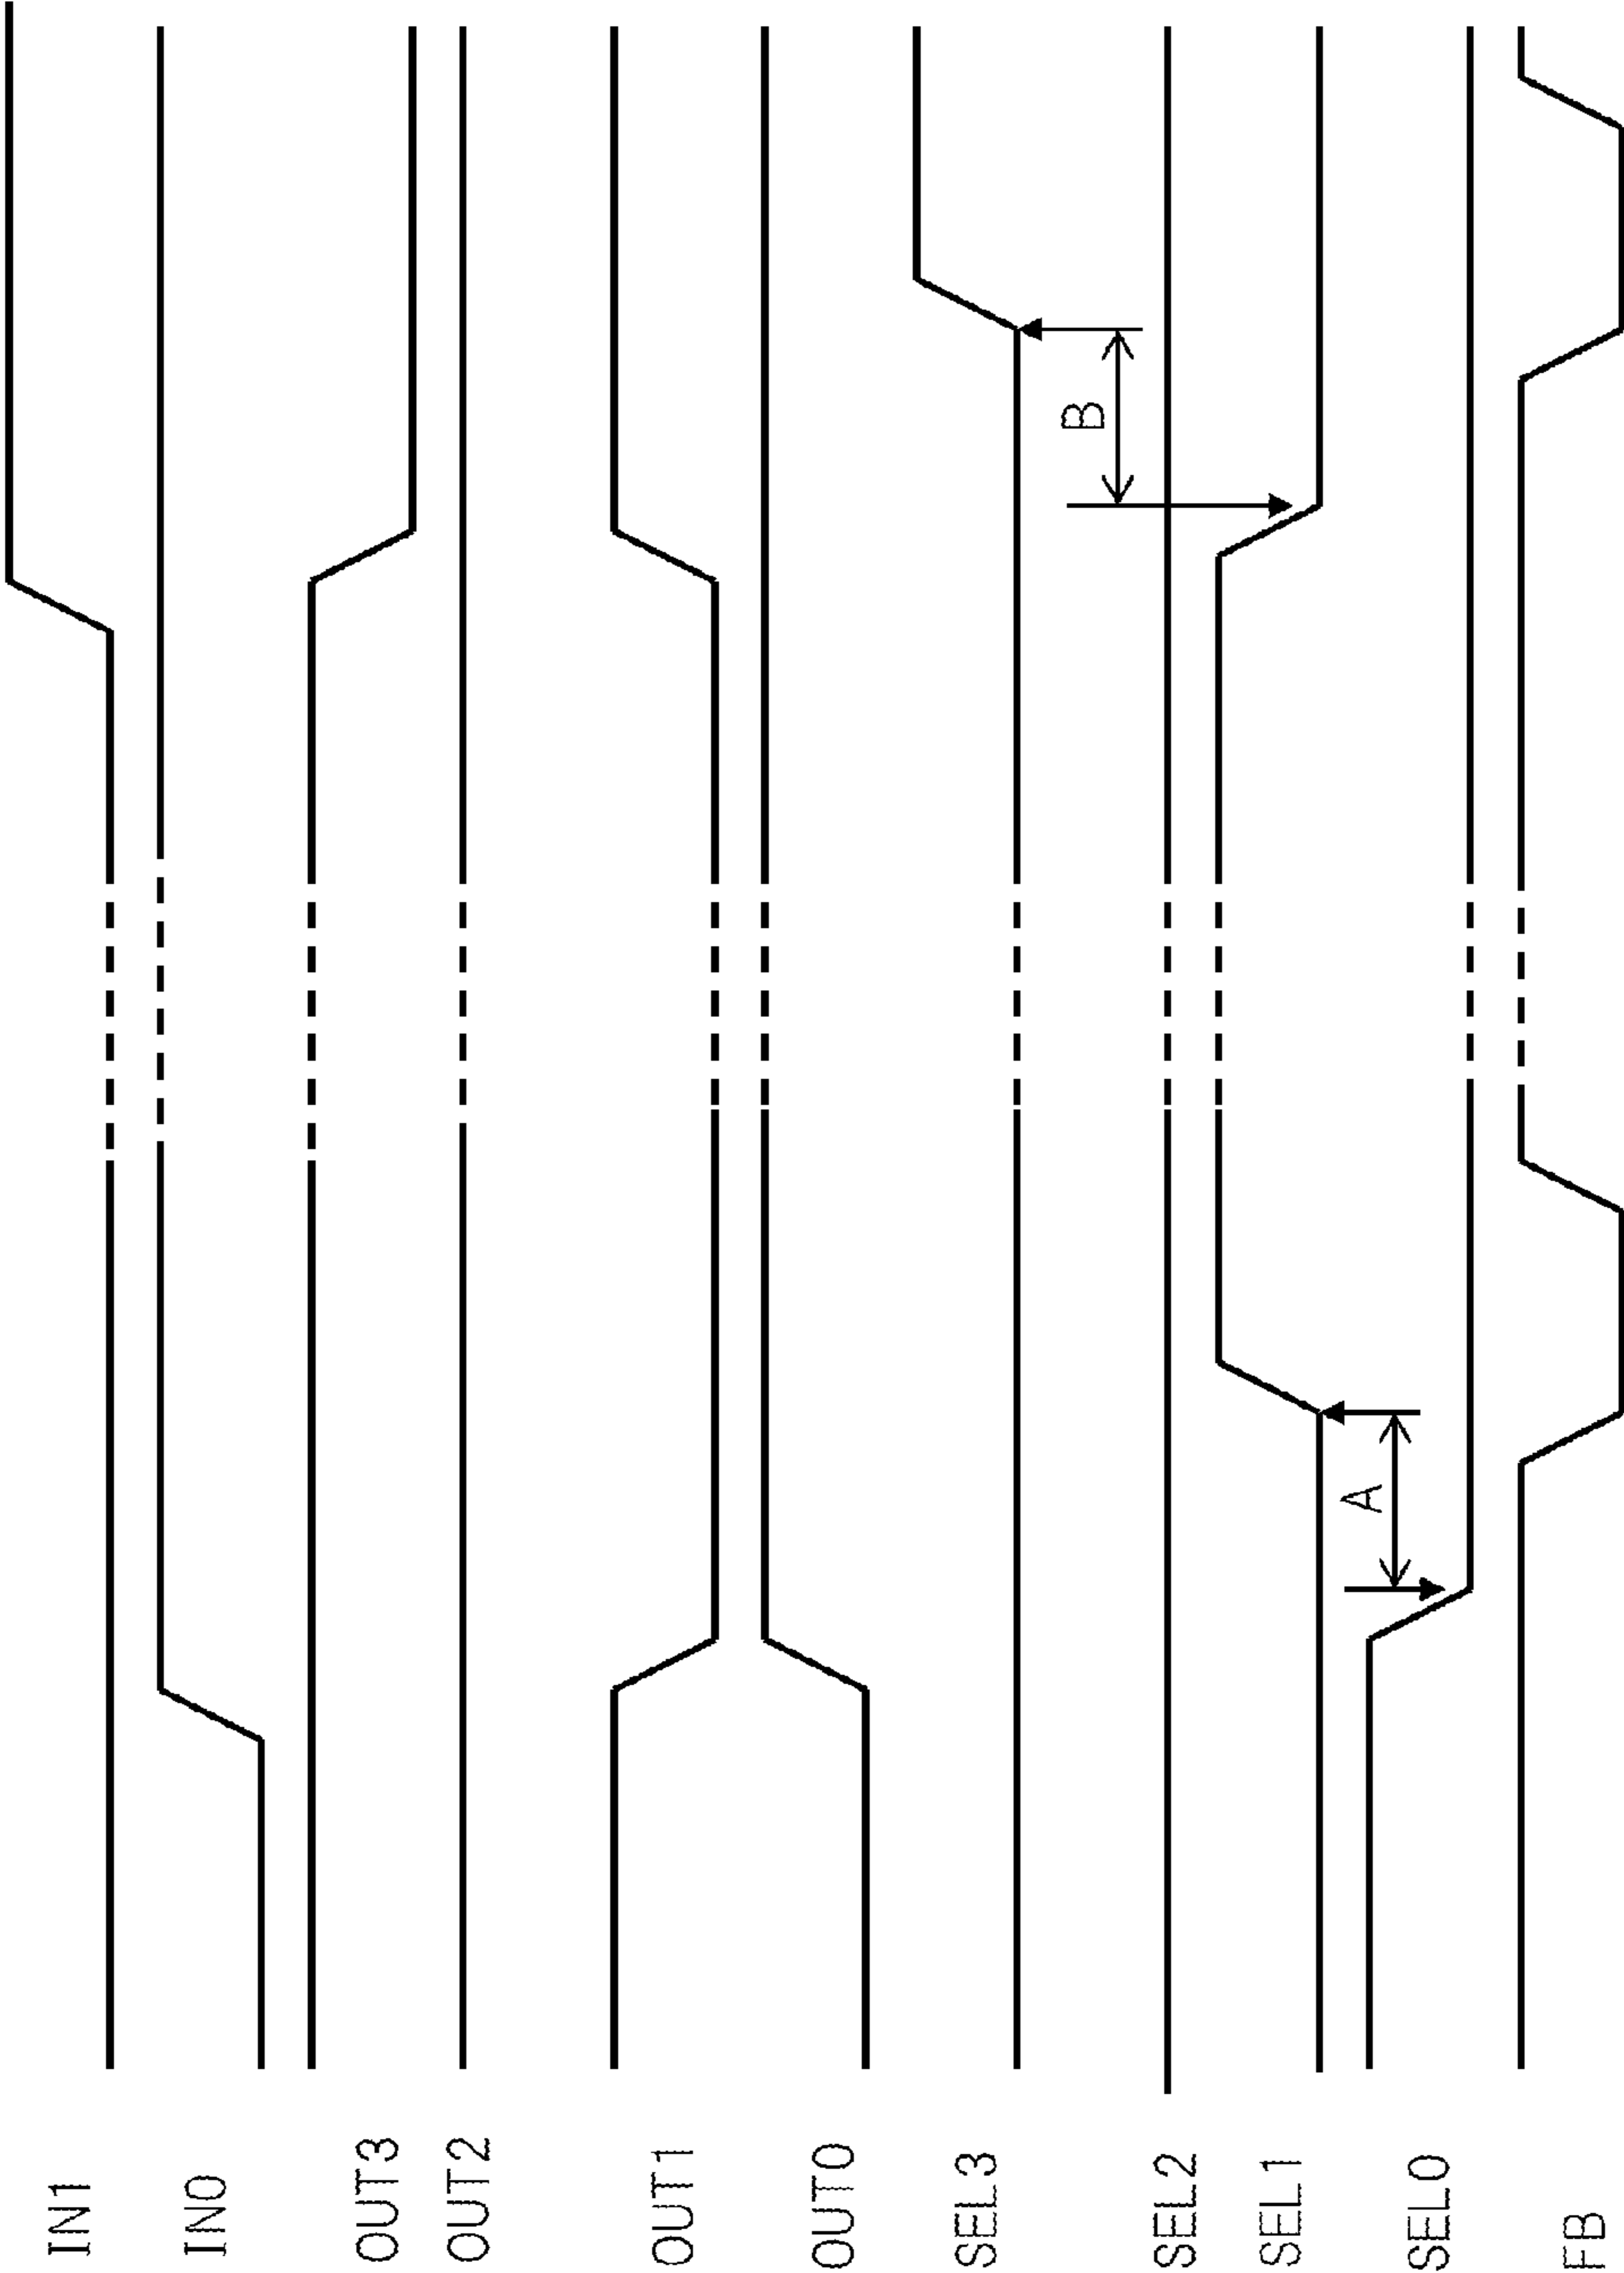 IN1
IN0
OUT3
OUT2
OUT1
OUT0
SEL3
B
SEL2
SEL1
A
SEL0
FB